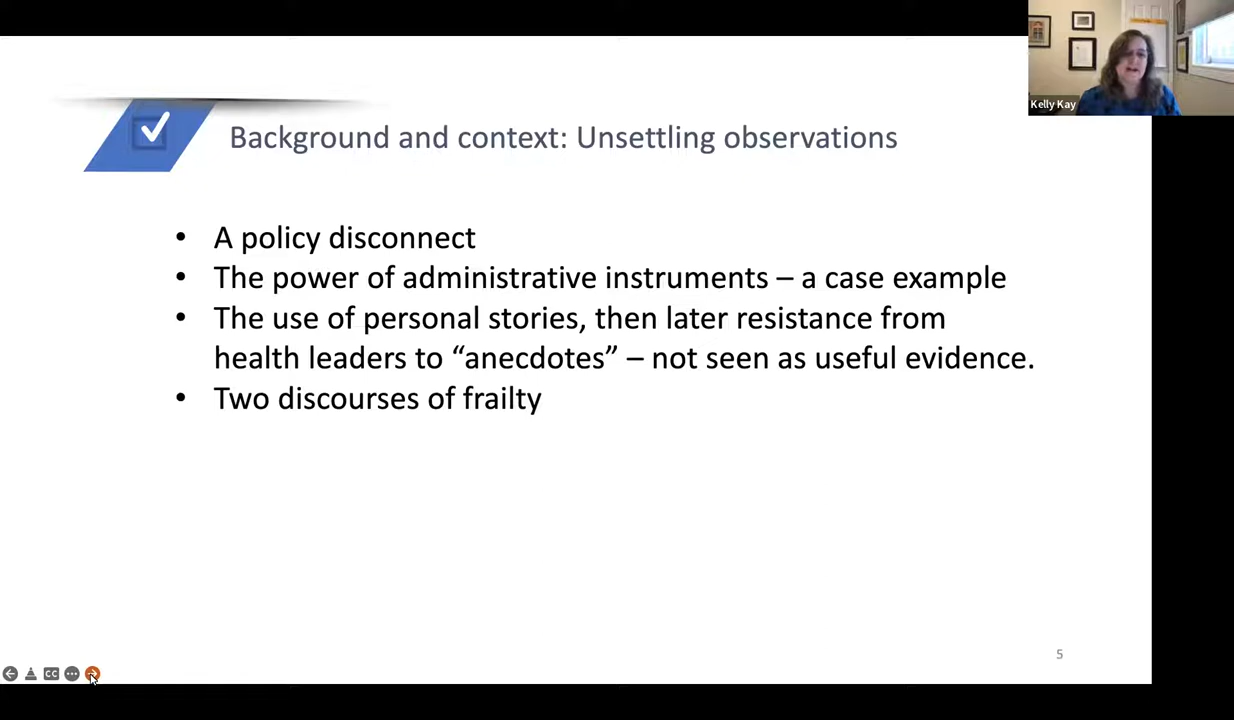 Kelly Kay
Background and context: Unsettling observations
• A policy disconnect
• The power of administrative instruments – a case example
• The use of personal stories, then later resistance from
health leaders to “anecdotes” – not seen as useful evidence.
• Two discourses of frailty
5
CC